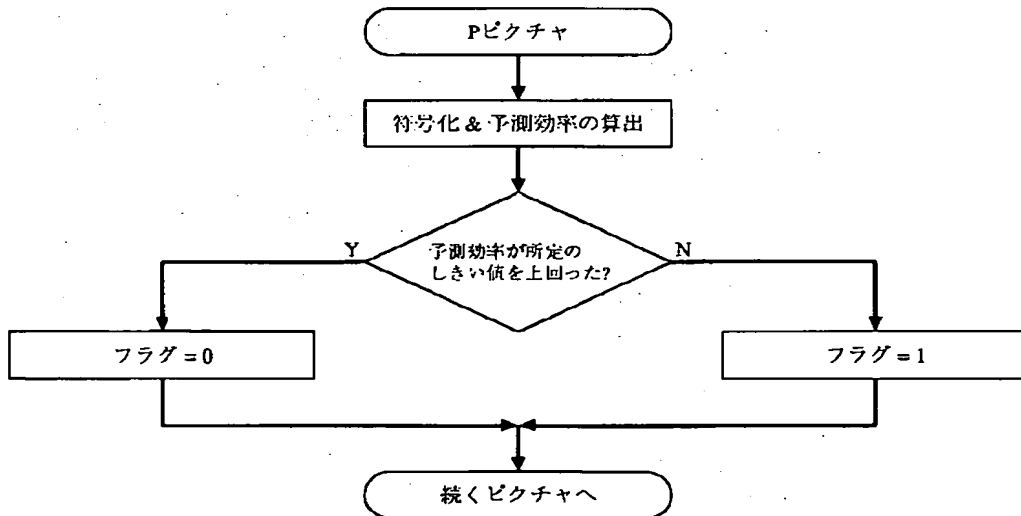 Pピクチャ
符号化 & 予測効率の算出
予測効率が所定の
しきい値を上回った?
Y
N
フラグ = 0
フラグ = 1
続くピクチャへ